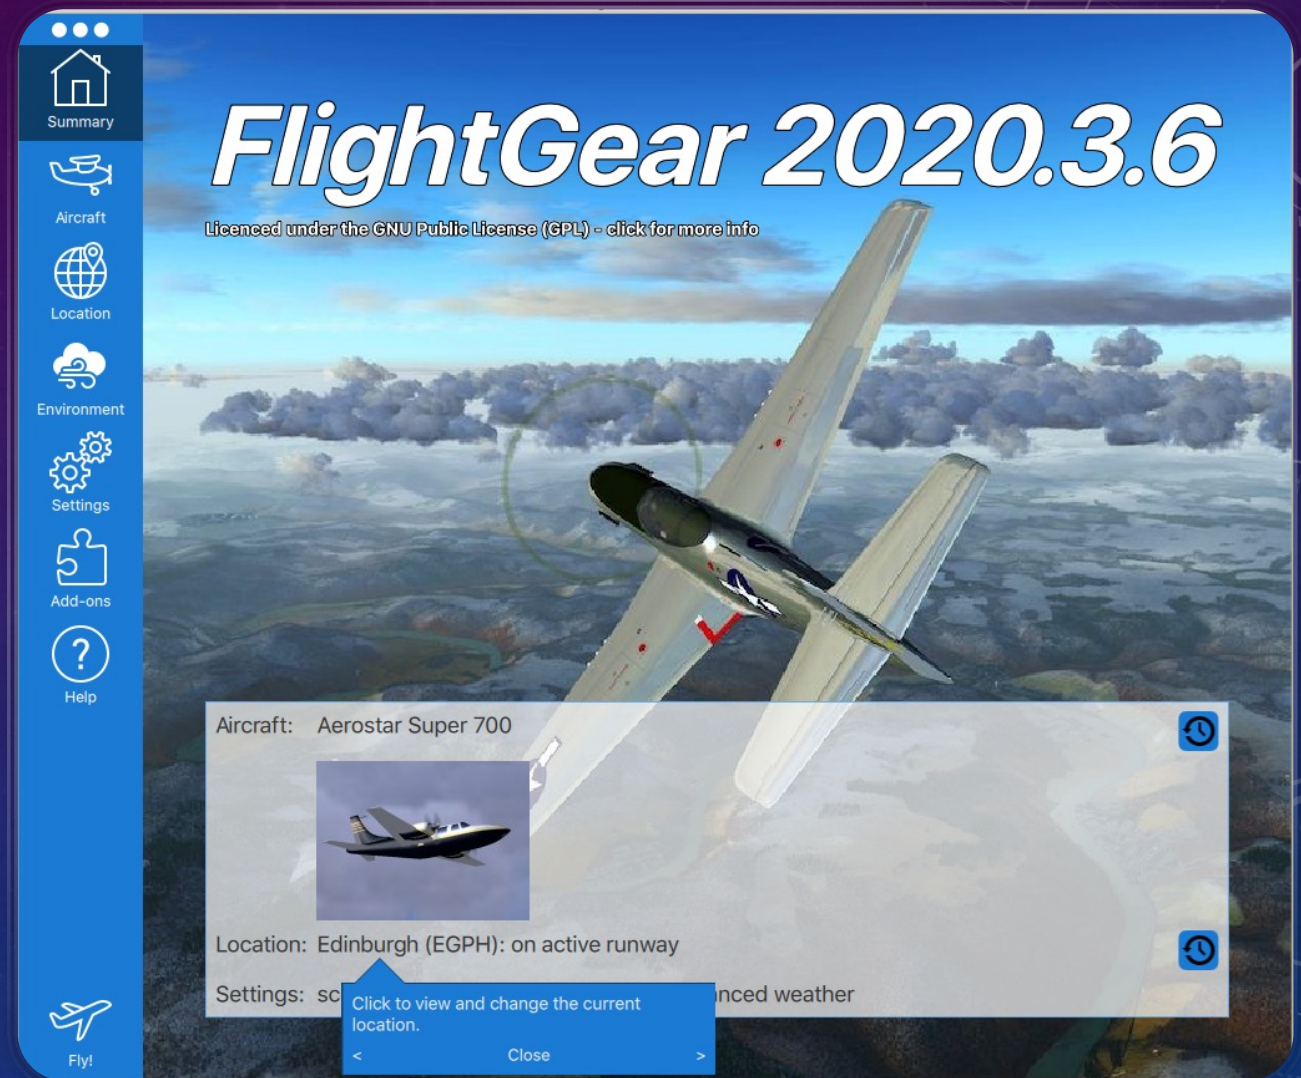 Summary
Aircraft
Location
Environment
Settings
Add-ons
Help
Fly!
FlightGear 2020.3.6
Licenced under the GNU Public License (GPL) - click for more info
Aircraft: Aerostar Super 700
Location: Edinburgh (EGPH): on active runway
Settings: weather
Click to view and change the current
location.
< Close >